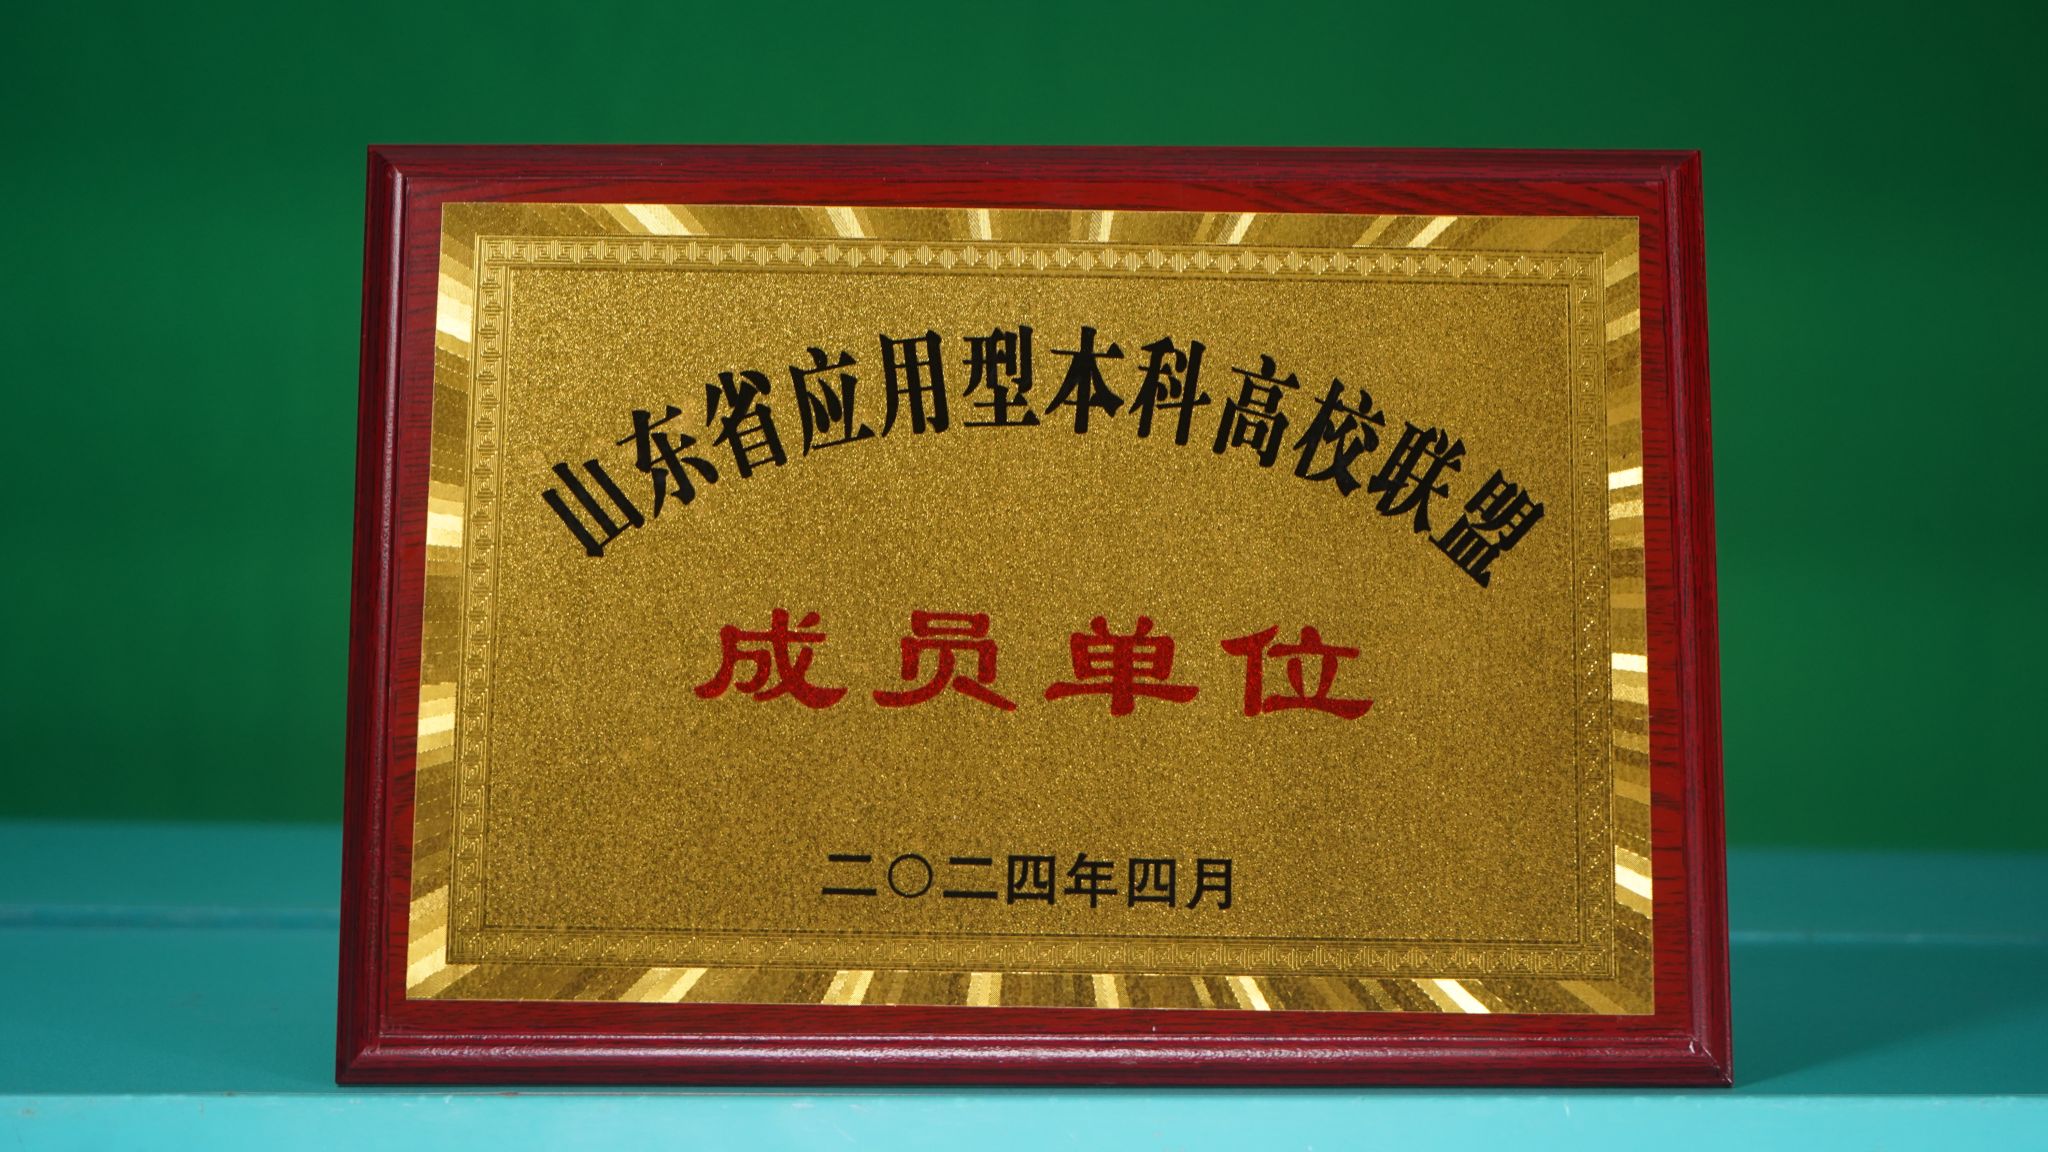 山东省应用型本科高校联盟
成员单位
二〇二四年四月